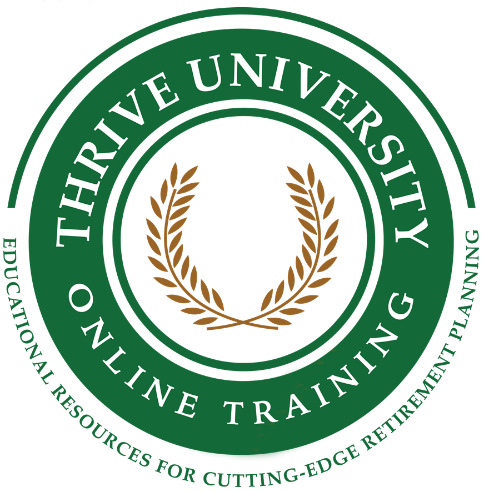 THRIVE UNIVERSITY
ONLINE TRAINING
EDUCATIONAL RESOURCES FOR CUTTING-EDGE RETIREMENT PLANNING